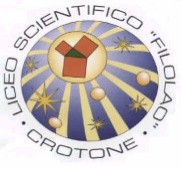 LICEO SCIENTIFICO "FILOLAO"
• CROTONE •